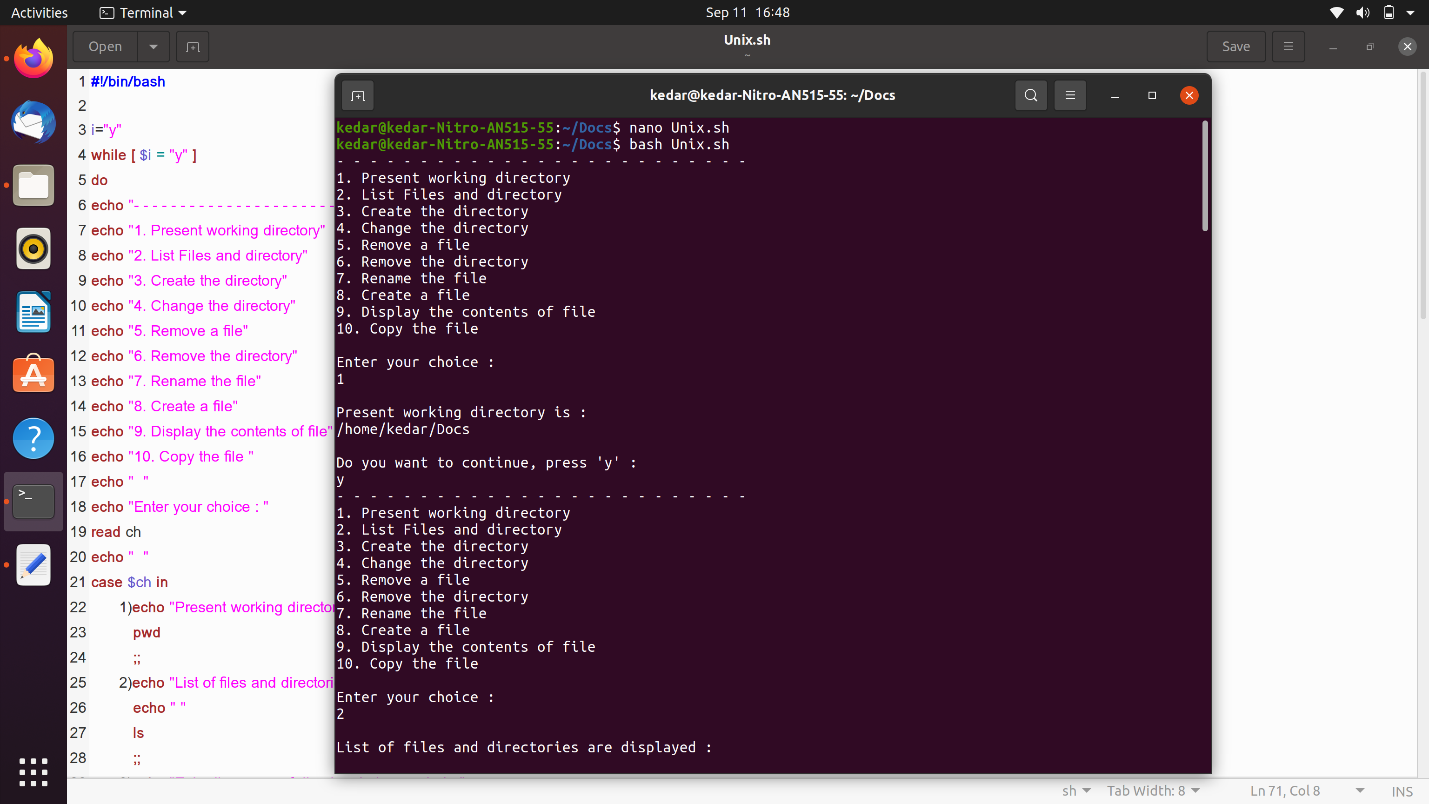 Activities
Terminal
Sep 11 16:48
Open
Unix.sh
~
Save
1 #!/bin/bash
2
3 i="y"
4 while [ $i = "y" ]
5 do
6 echo "- - - - - - - - - - - - - - - - - - - - - -
7 echo "1. Present working directory"
8 echo "2. List Files and directory"
9 echo "3. Create the directory"
10 echo "4. Change the directory"
11 echo "5. Remove a file"
12 echo "6. Remove the directory"
13 echo "7. Rename the file"
14 echo "8. Create a file"
15 echo "9. Display the contents of file"
16 echo "10. Copy the file "
17 echo "  "
18 echo "Enter your choice : "
19 read ch
20 echo "  "
21 case $ch in
22 1)echo "Present working directo
23 pwd
24 ;;
25 2)echo "List of files and directori
26 echo " "
27 ls
28 ;;
kedar@kedar-Nitro-AN515-55: ~/Docs
kedar@kedar-Nitro-AN515-55:~/Docs$ nano Unix.sh
kedar@kedar-Nitro-AN515-55:~/Docs$ bash Unix.sh
- - - - - - - - - - - - - - - - - - - - - - - - -
1. Present working directory
2. List Files and directory
3. Create the directory
4. Change the directory
5. Remove a file
6. Remove the directory
7. Rename the file
8. Create a file
9. Display the contents of file
10. Copy the file
Enter your choice :
1
Present working directory is :
/home/kedar/Docs
Do you want to continue, press 'y' :
y
- - - - - - - - - - - - - - - - - - - - - - - - -
1. Present working directory
2. List Files and directory
3. Create the directory
4. Change the directory
5. Remove a file
6. Remove the directory
7. Rename the file
8. Create a file
9. Display the contents of file
10. Copy the file
Enter your choice :
2
List of files and directories are displayed :
sh
Tab Width: 8
Ln 71, Col 8
INS